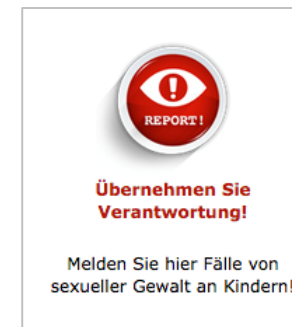 REPORT!
Übernehmen Sie
Verantwortung!
Melden Sie hier Fälle von
sexueller Gewalt an Kindern!